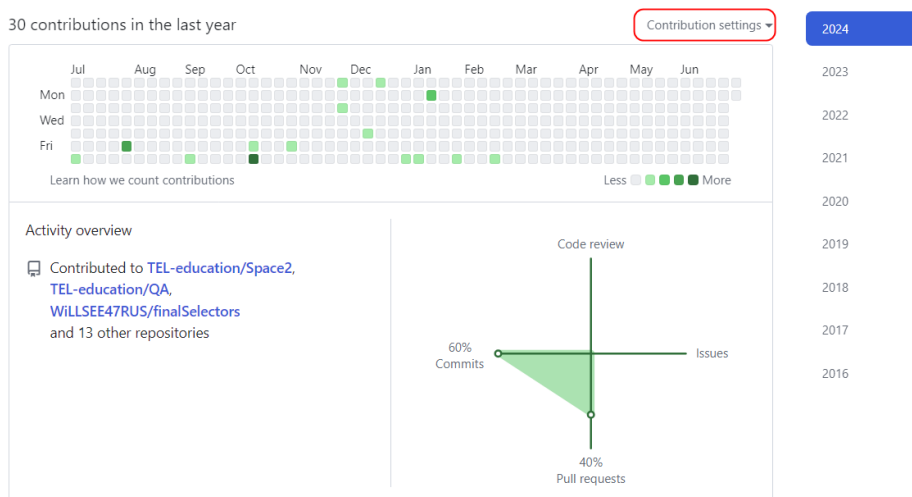 30 contributions in the last year
Contribution settings
Jul Aug Sep Oct Nov Dec Jan Feb Mar Apr May Jun
Mon
Wed
Fri
Learn how we count contributions
Less More
Activity overview
Contributed to TEL-education/Space2,
TEL-education/QA,
WiLLSEE47RUS/finalSelectors
and 13 other repositories
Code review
60%
Commits
Issues
40%
Pull requests
2024
2023
2022
2021
2020
2019
2018
2017
2016